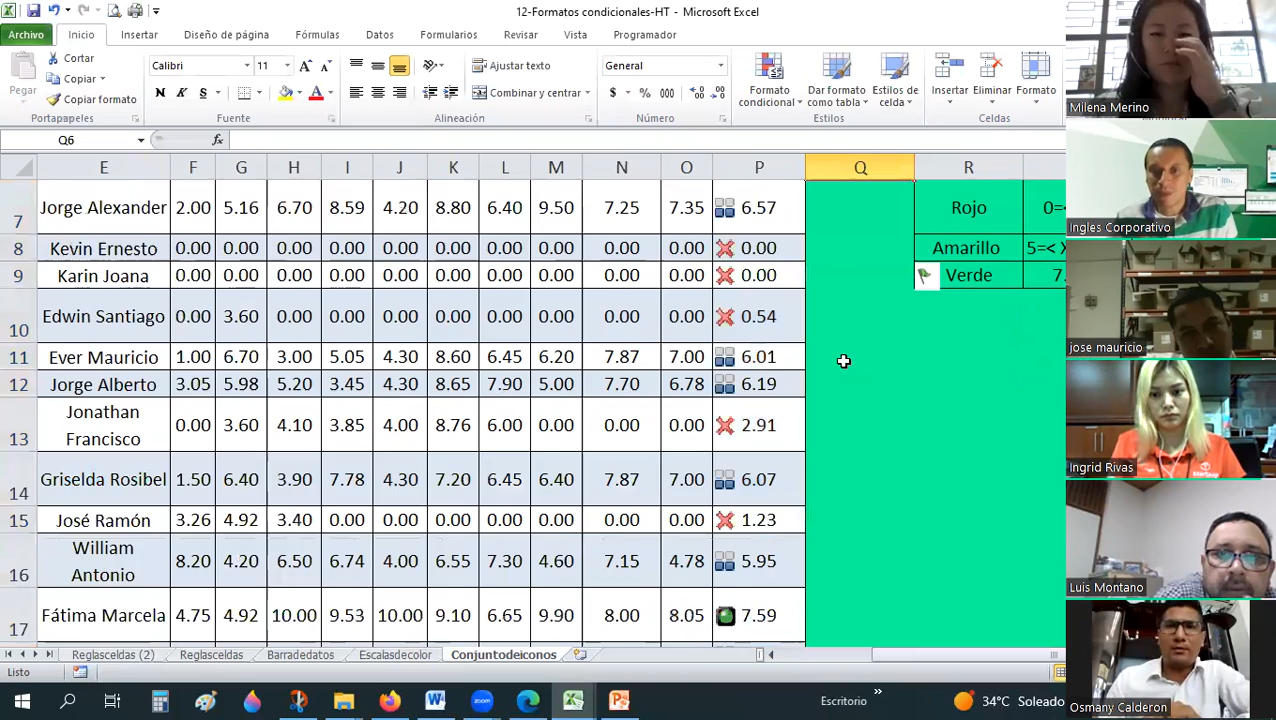 12-Formatos condicionales-HT - Microsoft Excel
Archivo Inicio Insertar Diseño de página Fórmulas Datos Complementos Formularios Revisar Vista Programador
Pegar
Cortar
Copiar
Copiar formato
Portapapeles
Calibri 11
N K S
Fuente
Ajustar texto
Combinar y centrar
Alineación
General
$ % 000
Número
Formato condicional
Dar formato como tabla
Estilos de celda
Estilos
Insertar Eliminar Formato
Celdas
Q6
E F G H I J K L M N O P Q R
7 Jorge Alexander 2.00 5.16 6.70 8.59 4.20 8.80 7.25 7.35 6.57 Rojo 0=<
8 Kevin Ernesto 0.00 0.00 0.00 0.00 0.00 0.00 0.00 0.00 0.00 0.00 0.00 Amarillo 5=< X
9 Karin Joana 0.00 0.00 0.00 0.00 0.00 0.00 0.00 0.00 0.00 0.00 0.00 Verde 7.
10 Edwin Santiago 0.00 3.60 0.00 0.00 0.00 0.00 0.00 0.00 0.00 0.00 0.54
11 Ever Mauricio 1.00 6.70 3.00 5.05 4.30 8.60 6.45 6.20 7.87 7.00 6.01
12 Jorge Alberto 3.05 5.98 5.20 3.45 4.30 8.65 7.90 5.00 7.70 6.78 6.19
13 Jonathan Francisco 0.00 3.60 4.10 3.85 4.00 8.76 6.00 0.00 0.00 0.00 2.91
14 Griselda Rosibel 1.50 6.40 3.90 7.78 4.30 7.20 6.40 7.87 7.00 6.07
15 José Ramón 3.26 4.92 3.40 0.00 0.00 0.00 0.00 0.00 0.00 0.00 1.23
16 William Antonio 8.20 4.20 6.50 6.74 4.00 6.55 7.30 4.60 7.15 4.78 5.95
17 Fátima Marcela 4.75 4.92 10.00 9.53 10.00 6.65 9.90 8.00 7.59
Reglasceldas (2) Reglasceldas Barradedatos Escalasdecolor Conjuntodeiconos
Listo
Escritorio » 34°C Soleado
Milena Merino
Ingles Corporativo
jose mauricio
Ingrid Rivas
Luis Montano
Osmany Calderon